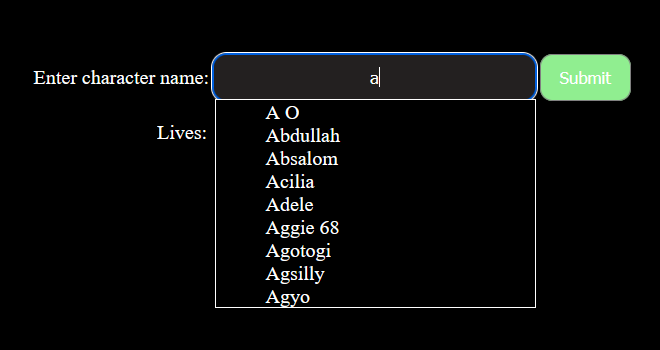 Enter character name: a Submit
Lives:
A O
Abdullah
Absalom
Acilia
Adele
Aggie 68
Agotogi
Agsilly
Agyo